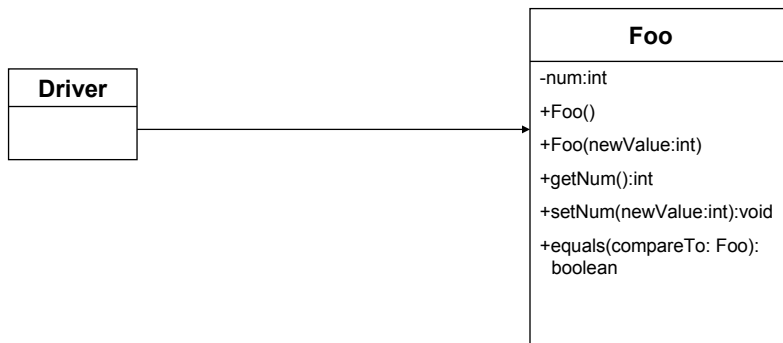 Driver
Foo
-num:int
+Foo()
+Foo(newValue:int)
+getNum():int
+setNum(newValue:int):void
+equals(compareTo: Foo):
boolean